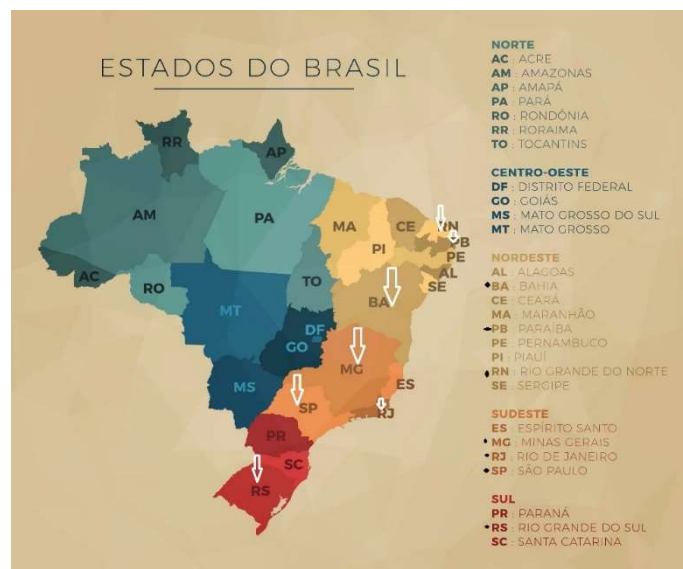 ESTADOS DO BRASIL
RR
AP
AM
PA
MA
CE
RN
PB
PI
PE
AL
SE
AC
RO
TO
BA
MT
DF
GO
MG
MS
ES
SP
RJ
PR
SC
RS
NORTE
AC : ACRE
AM : AMAZONAS
AP : AMAPÁ
PA : PARÁ
RO : RONDÔNIA
RR : RORAIMA
TO : TOCANTINS
CENTRO-OESTE
DF : DISTRITO FEDERAL
GO : GOIÁS
MS : MATO GROSSO DO SUL
MT : MATO GROSSO
NORDESTE
AL : ALAGOAS
BA : BAHIA
CE : CEARÁ
MA : MARANHÃO
PB : PARAÍBA
PE : PERNAMBUCO
PI : PIAUÍ
RN : RIO GRANDE DO NORTE
SE : SERGIPE
SUDESTE
ES : ESPÍRITO SANTO
MG : MINAS GERAIS
RJ : RIO DE JANEIRO
SP : SÃO PAULO
SUL
PR : PARANÁ
RS : RIO GRANDE DO SUL
SC : SANTA CATARINA